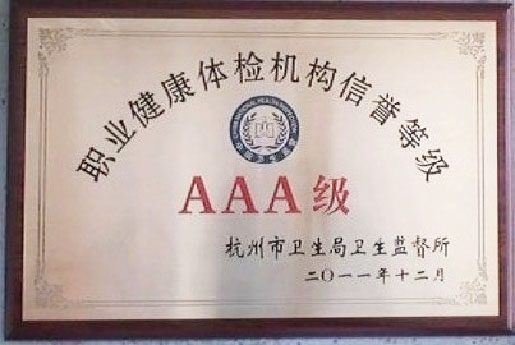 职业健康体检机构信誉等级
AAA级
杭州市卫生局卫生监督所
二〇一一年十二月